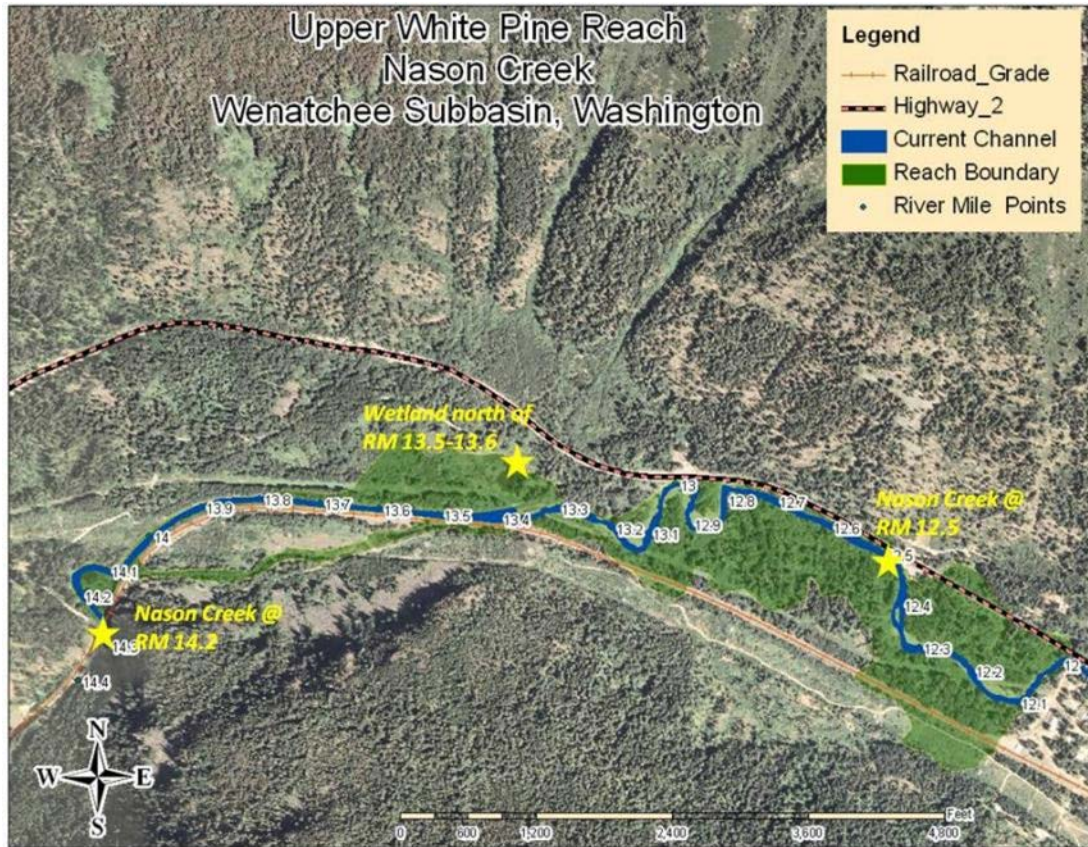 Upper White Pine Reach
Nason Creek
Wenatchee Subbasin, Washington
Legend
Railroad_Grade
Highway_2
Current Channel
Reach Boundary
River Mile Points
Wetland north of
RM 13.5-13.6
Nason Creek @
RM 12.5
Nason Creek @
RM 14.2
14.4
14.3
14.2
14.1
14
13.9
13.8
13.7
13.6
13.5
13.4
13.3
13.2
13.1
13
12.9
12.8
12.7
12.6
12.4
12.3
12.2
12.1
12
N
W E
S
Feet
0 600 1,200 2,400 3,600 4,800